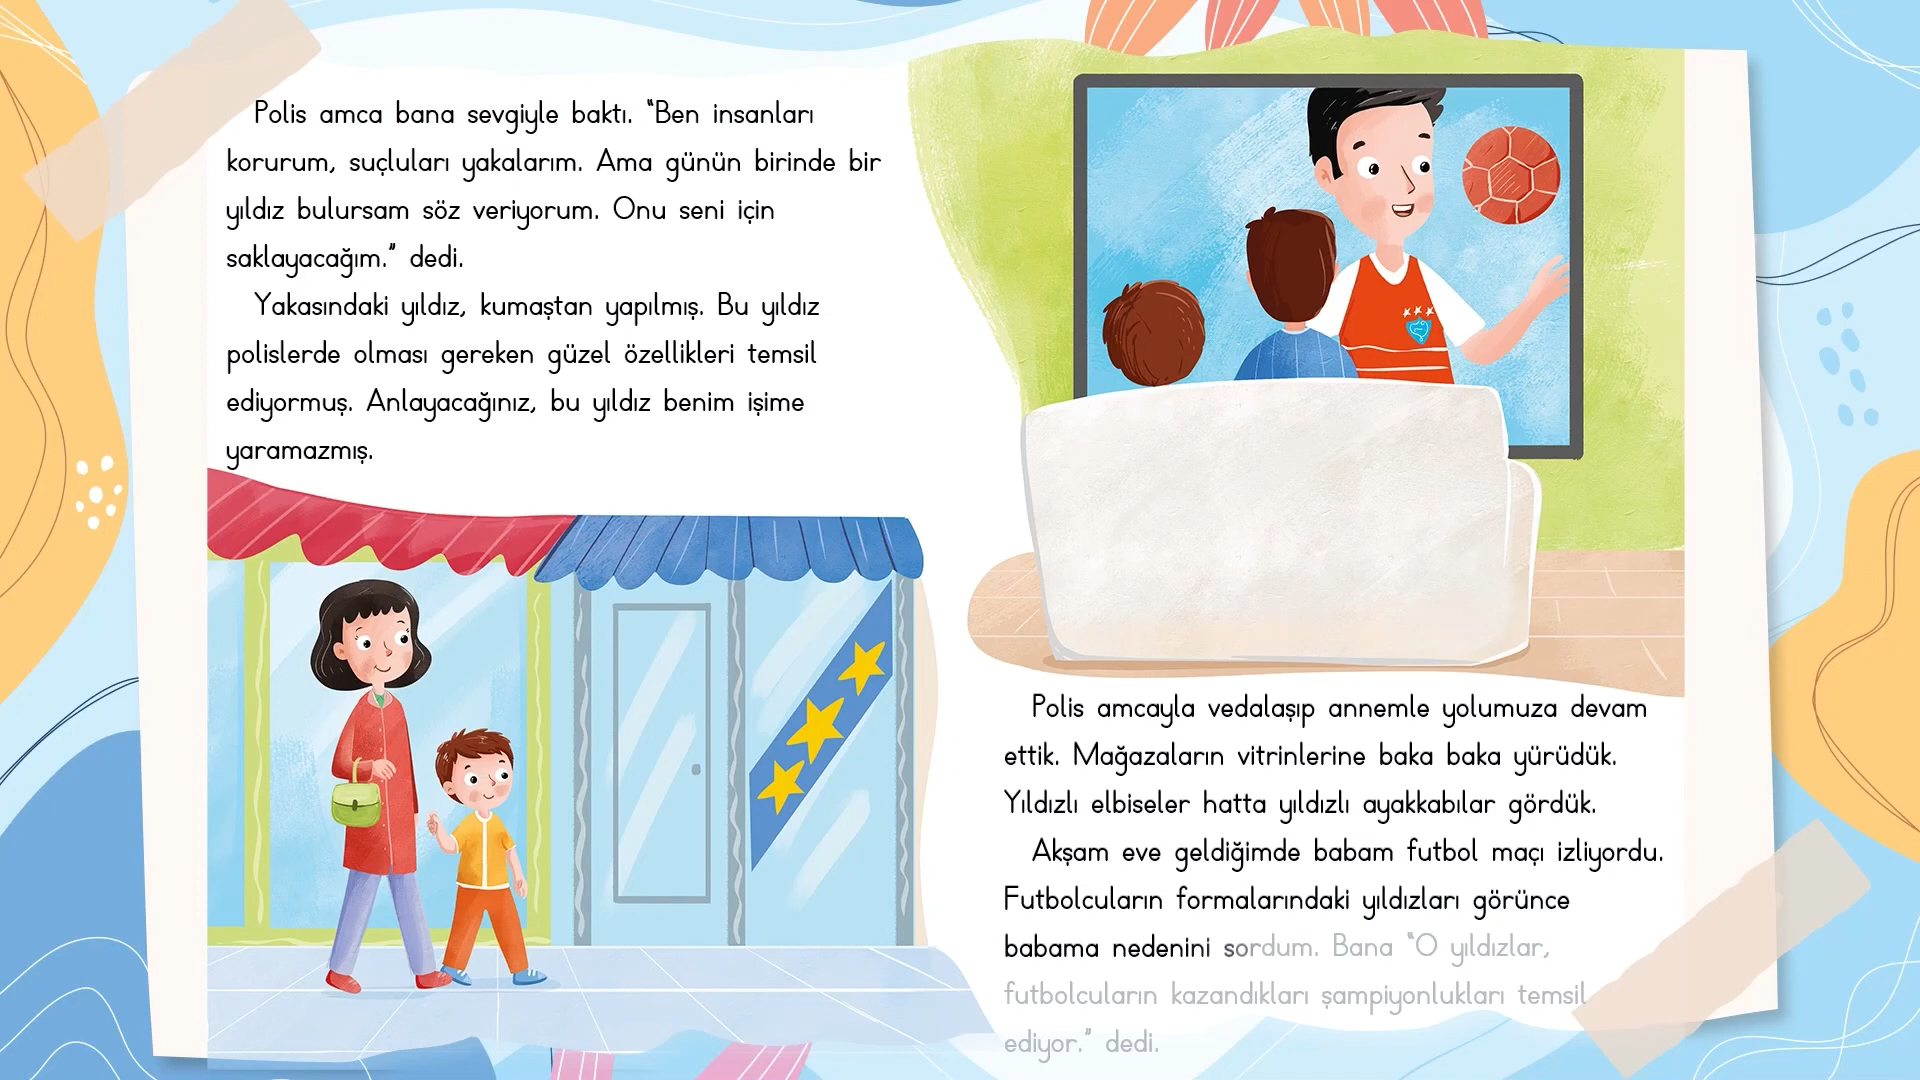 Polis amca bana sevgiyle baktı. “Ben insanları
korurum, suçluları yakalarım. Ama günün birinde bir
yıldız bulursam söz veriyorum. Onu seni için
saklayacağım.” dedi.
Yakasındaki yıldız, kumaştan yapılmış. Bu yıldız
polislerde olması gereken güzel özellikleri temsil
ediyormuş. Anlayacağınız, bu yıldız benim işime
yaramazmış.
Polis amcayla vedalaşıp annemle yolumuza devam
ettik. Mağazaların vitrinlerine baka baka yürüdük.
Yıldızlı elbiseler hatta yıldızlı ayakkabılar gördük.
Akşam eve geldiğimde babam futbol maçı izliyordu.
Futbolcuların formalarındaki yıldızları görünce
babama nedenini sordum. Bana “O yıldızlar,
futbolcuların kazandıkları şampiyonlukları temsil
ediyor.” dedi.